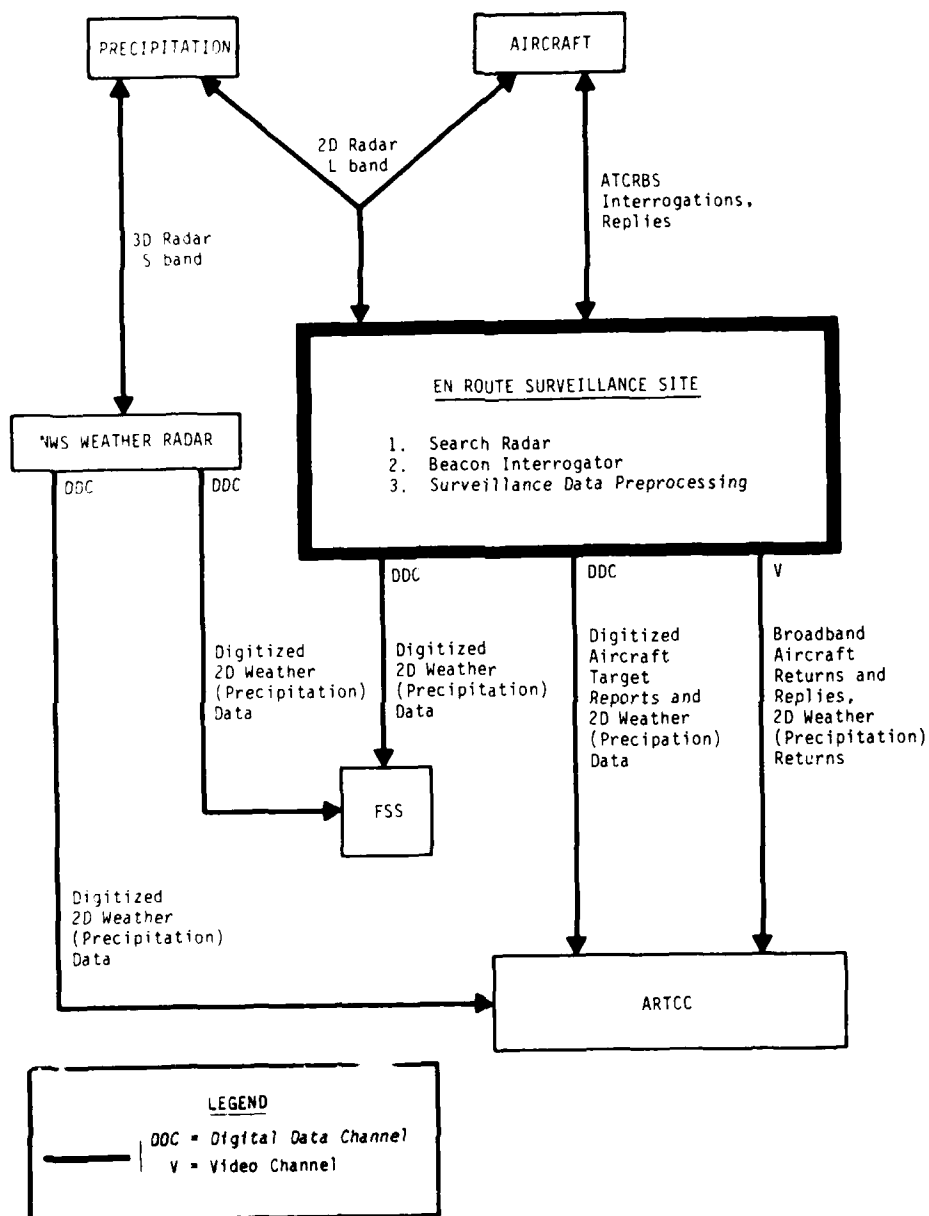 PRECIPITATION
AIRCRAFT
2D Radar
L band
ATCRBS
Interrogations,
Replies
3D Radar
S band
EN ROUTE SURVEILLANCE SITE
1. Search Radar
2. Beacon Interrogator
3. Surveillance Data Preprocessing
NWS WEATHER RADAR
DDC
DDC
DDC
DDC
V
Digitized
2D Weather
(Precipitation)
Data
Digitized
2D Weather
(Precipitation)
Data
Digitized
Aircraft
Target
Reports and
2D Weather
(Precipation)
Data
Broadband
Aircraft
Returns and
Replies,
2D Weather
(Precipitation)
Returns
FSS
Digitized
2D Weather
(Precipitation)
Data
ARTCC
LEGEND
DDC = Digital Data Channel
V = Video Channel